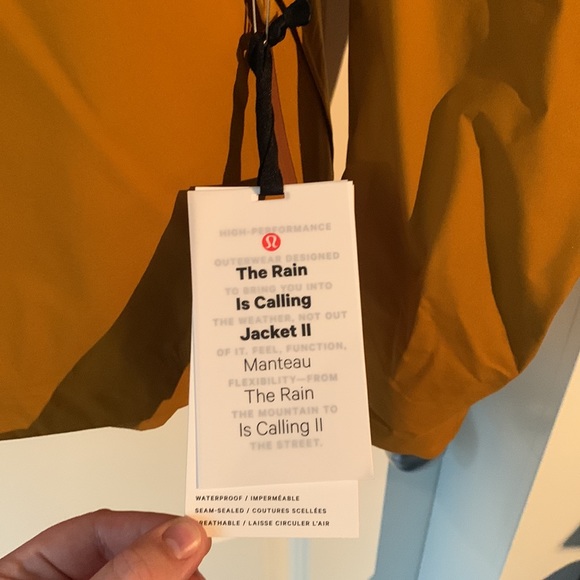 HIGH-PERFORMANCE
OUTERWEAR DESIGNED
The Rain
TO BRING YOU INTO
Is Calling
THE WEATHER, NOT OUT
Jacket II
OF IT. FEEL, FUNCTION,
Manteau
FLEXIBILITY—FROM
The Rain
THE MOUNTAIN TO
Is Calling II
THE STREET.
WATERPROOF / IMPERMÉABLE
SEAM-SEALED / COUTURES SCELLÉES
BREATHABLE / LAISSE CIRCULER L'AIR